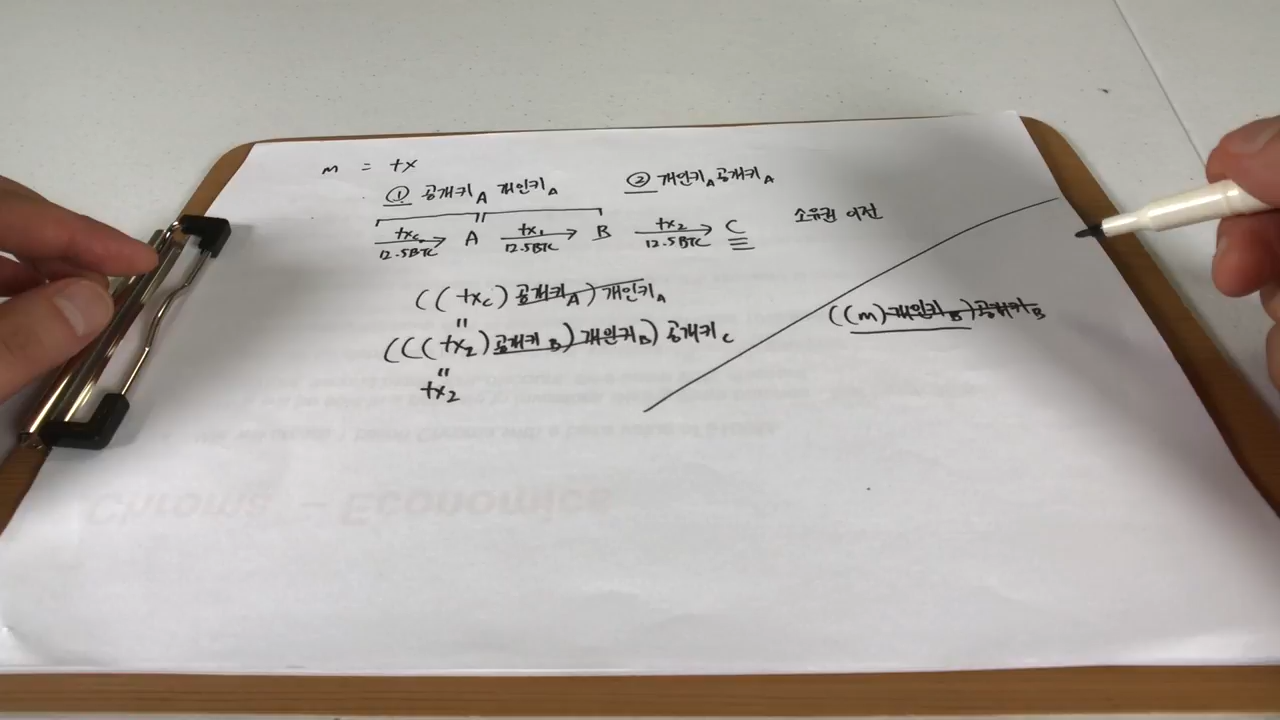 m = tx
① 공개키A 개인키A ② 개인키A 공개키A
txc A tx1 B tx2 C 소유권 이전
12.5BTC 12.5BTC 12.5BTC
((txc) 공개키A) 개인키A
((m) 개인키B) 공개키B
"
(((tx2) 공개키B) 개인키B) 공개키C
"
tx2
Chroma - Economics